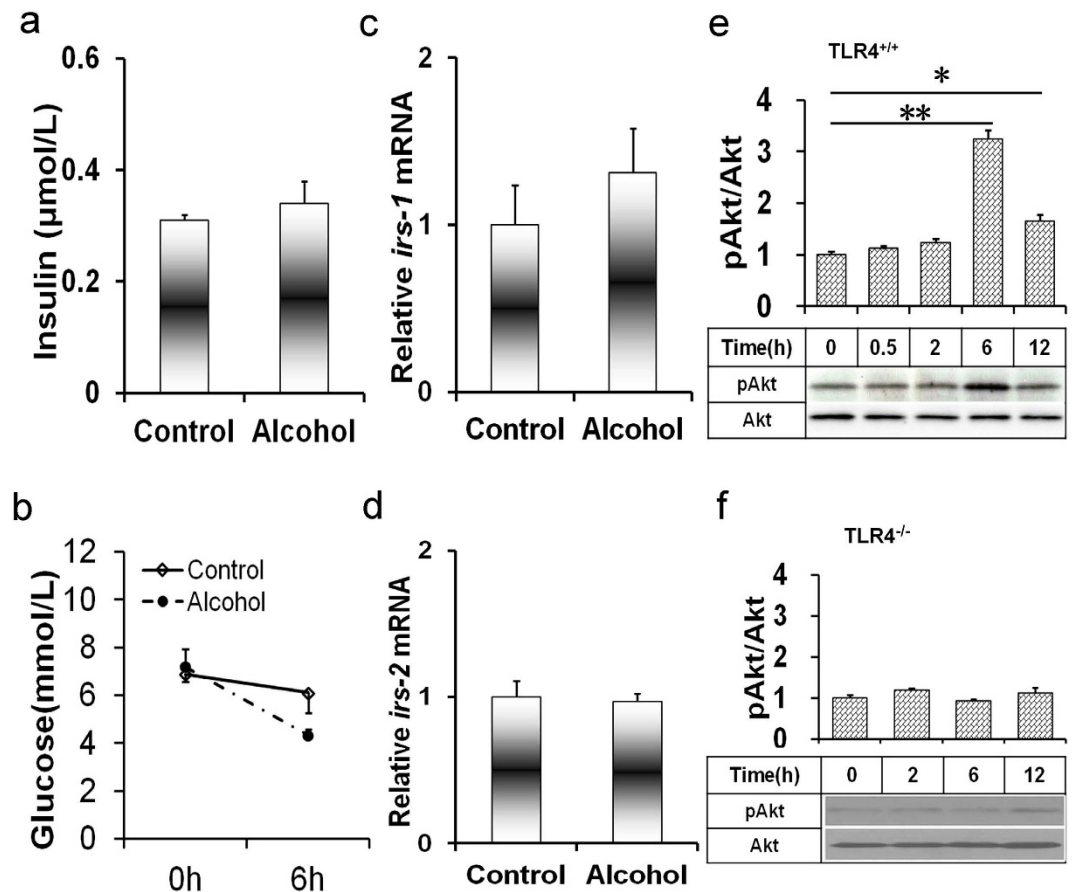 a
0.6
0.4
0.2
0
Insulin (µmol/L)
Control Alcohol
c
2
1
0
Relative irs-1 mRNA
Control Alcohol
e
TLR4+/+
*
**
4
3
2
1
0
pAkt/Akt
Time(h) 0 0.5 2 6 12
pAkt
Akt
b
12
10
8
6
4
2
0
Glucose(mmol/L)
Control
Alcohol
0h 6h
d
2
1
0
Relative irs-2 mRNA
Control Alcohol
f
TLR4-/-
4
3
2
1
0
pAkt/Akt
Time(h) 0 2 6 12
pAkt
Akt